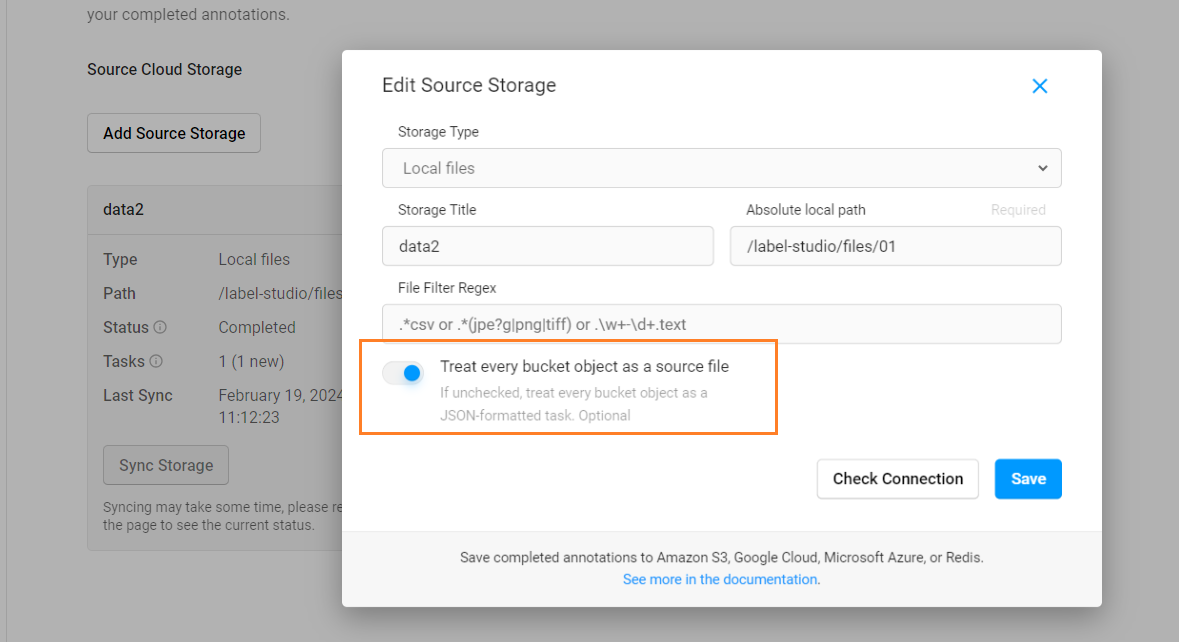 your completed annotations.
Source Cloud Storage
Add Source Storage
data2
Type Local files
Path /label-studio/files
Status Completed
Tasks 1 (1 new)
Last Sync February 19, 2024
11:12:23
Sync Storage
Syncing may take some time, please re
the page to see the current status.
Edit Source Storage
Storage Type
Local files
Storage Title
data2
Absolute local path Required
/label-studio/files/01
File Filter Regex
.*csv or .*(jpe?g|png|tiff) or .\w+-\d+.text
Treat every bucket object as a source file
If unchecked, treat every bucket object as a
JSON-formatted task. Optional
Check Connection
Save
Save completed annotations to Amazon S3, Google Cloud, Microsoft Azure, or Redis.
See more in the documentation.